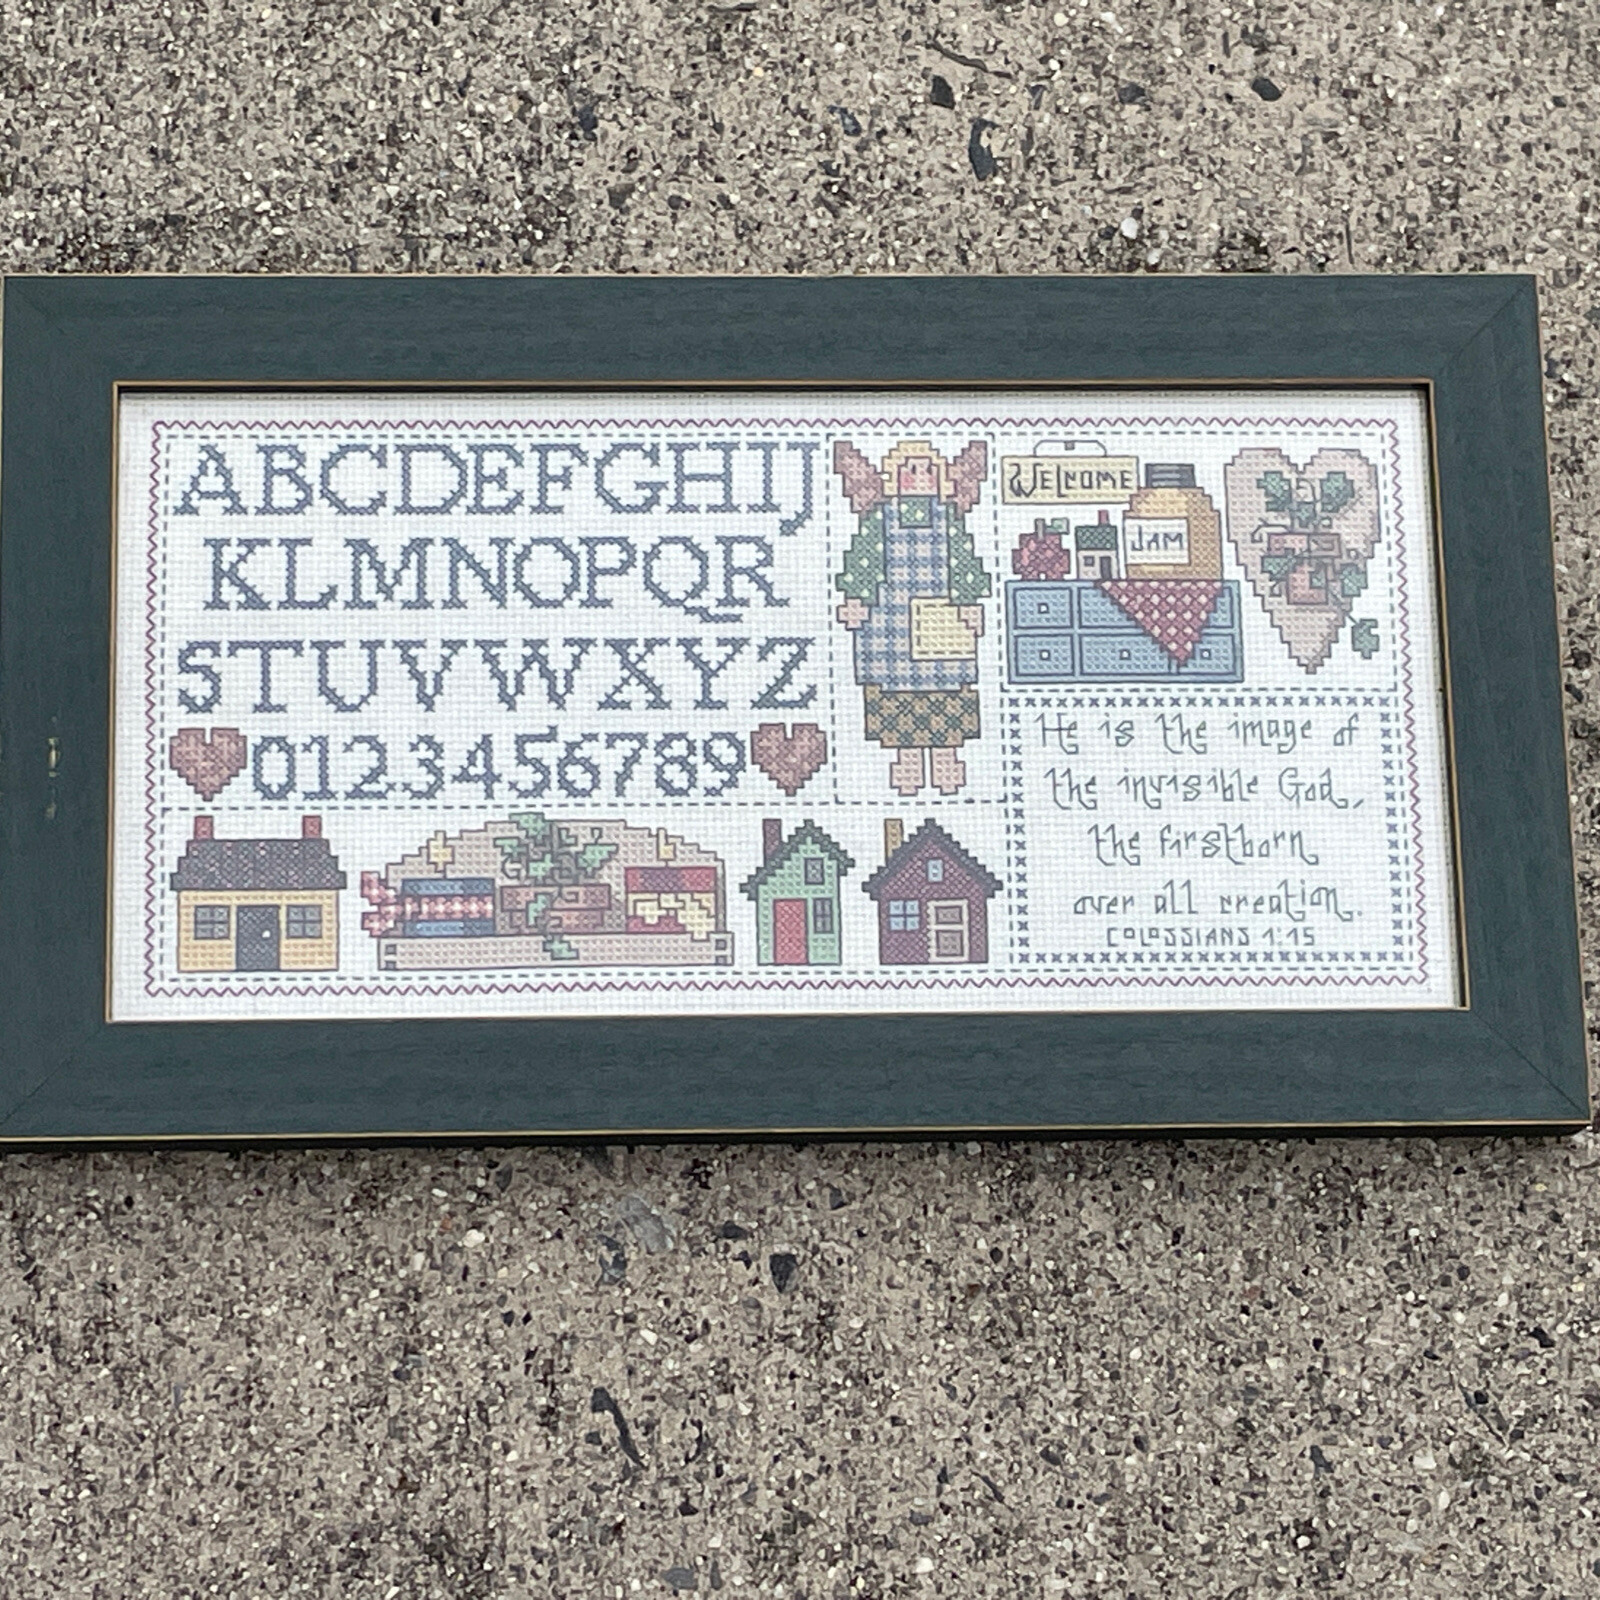 ABCDEFGHIJ
KLMNOPQR
STUVWXYZ
0123456789
WELCOME
JAM
He is the image of
the invisible God,
the firstborn
over all creation.
COLOSSIANS 1:15